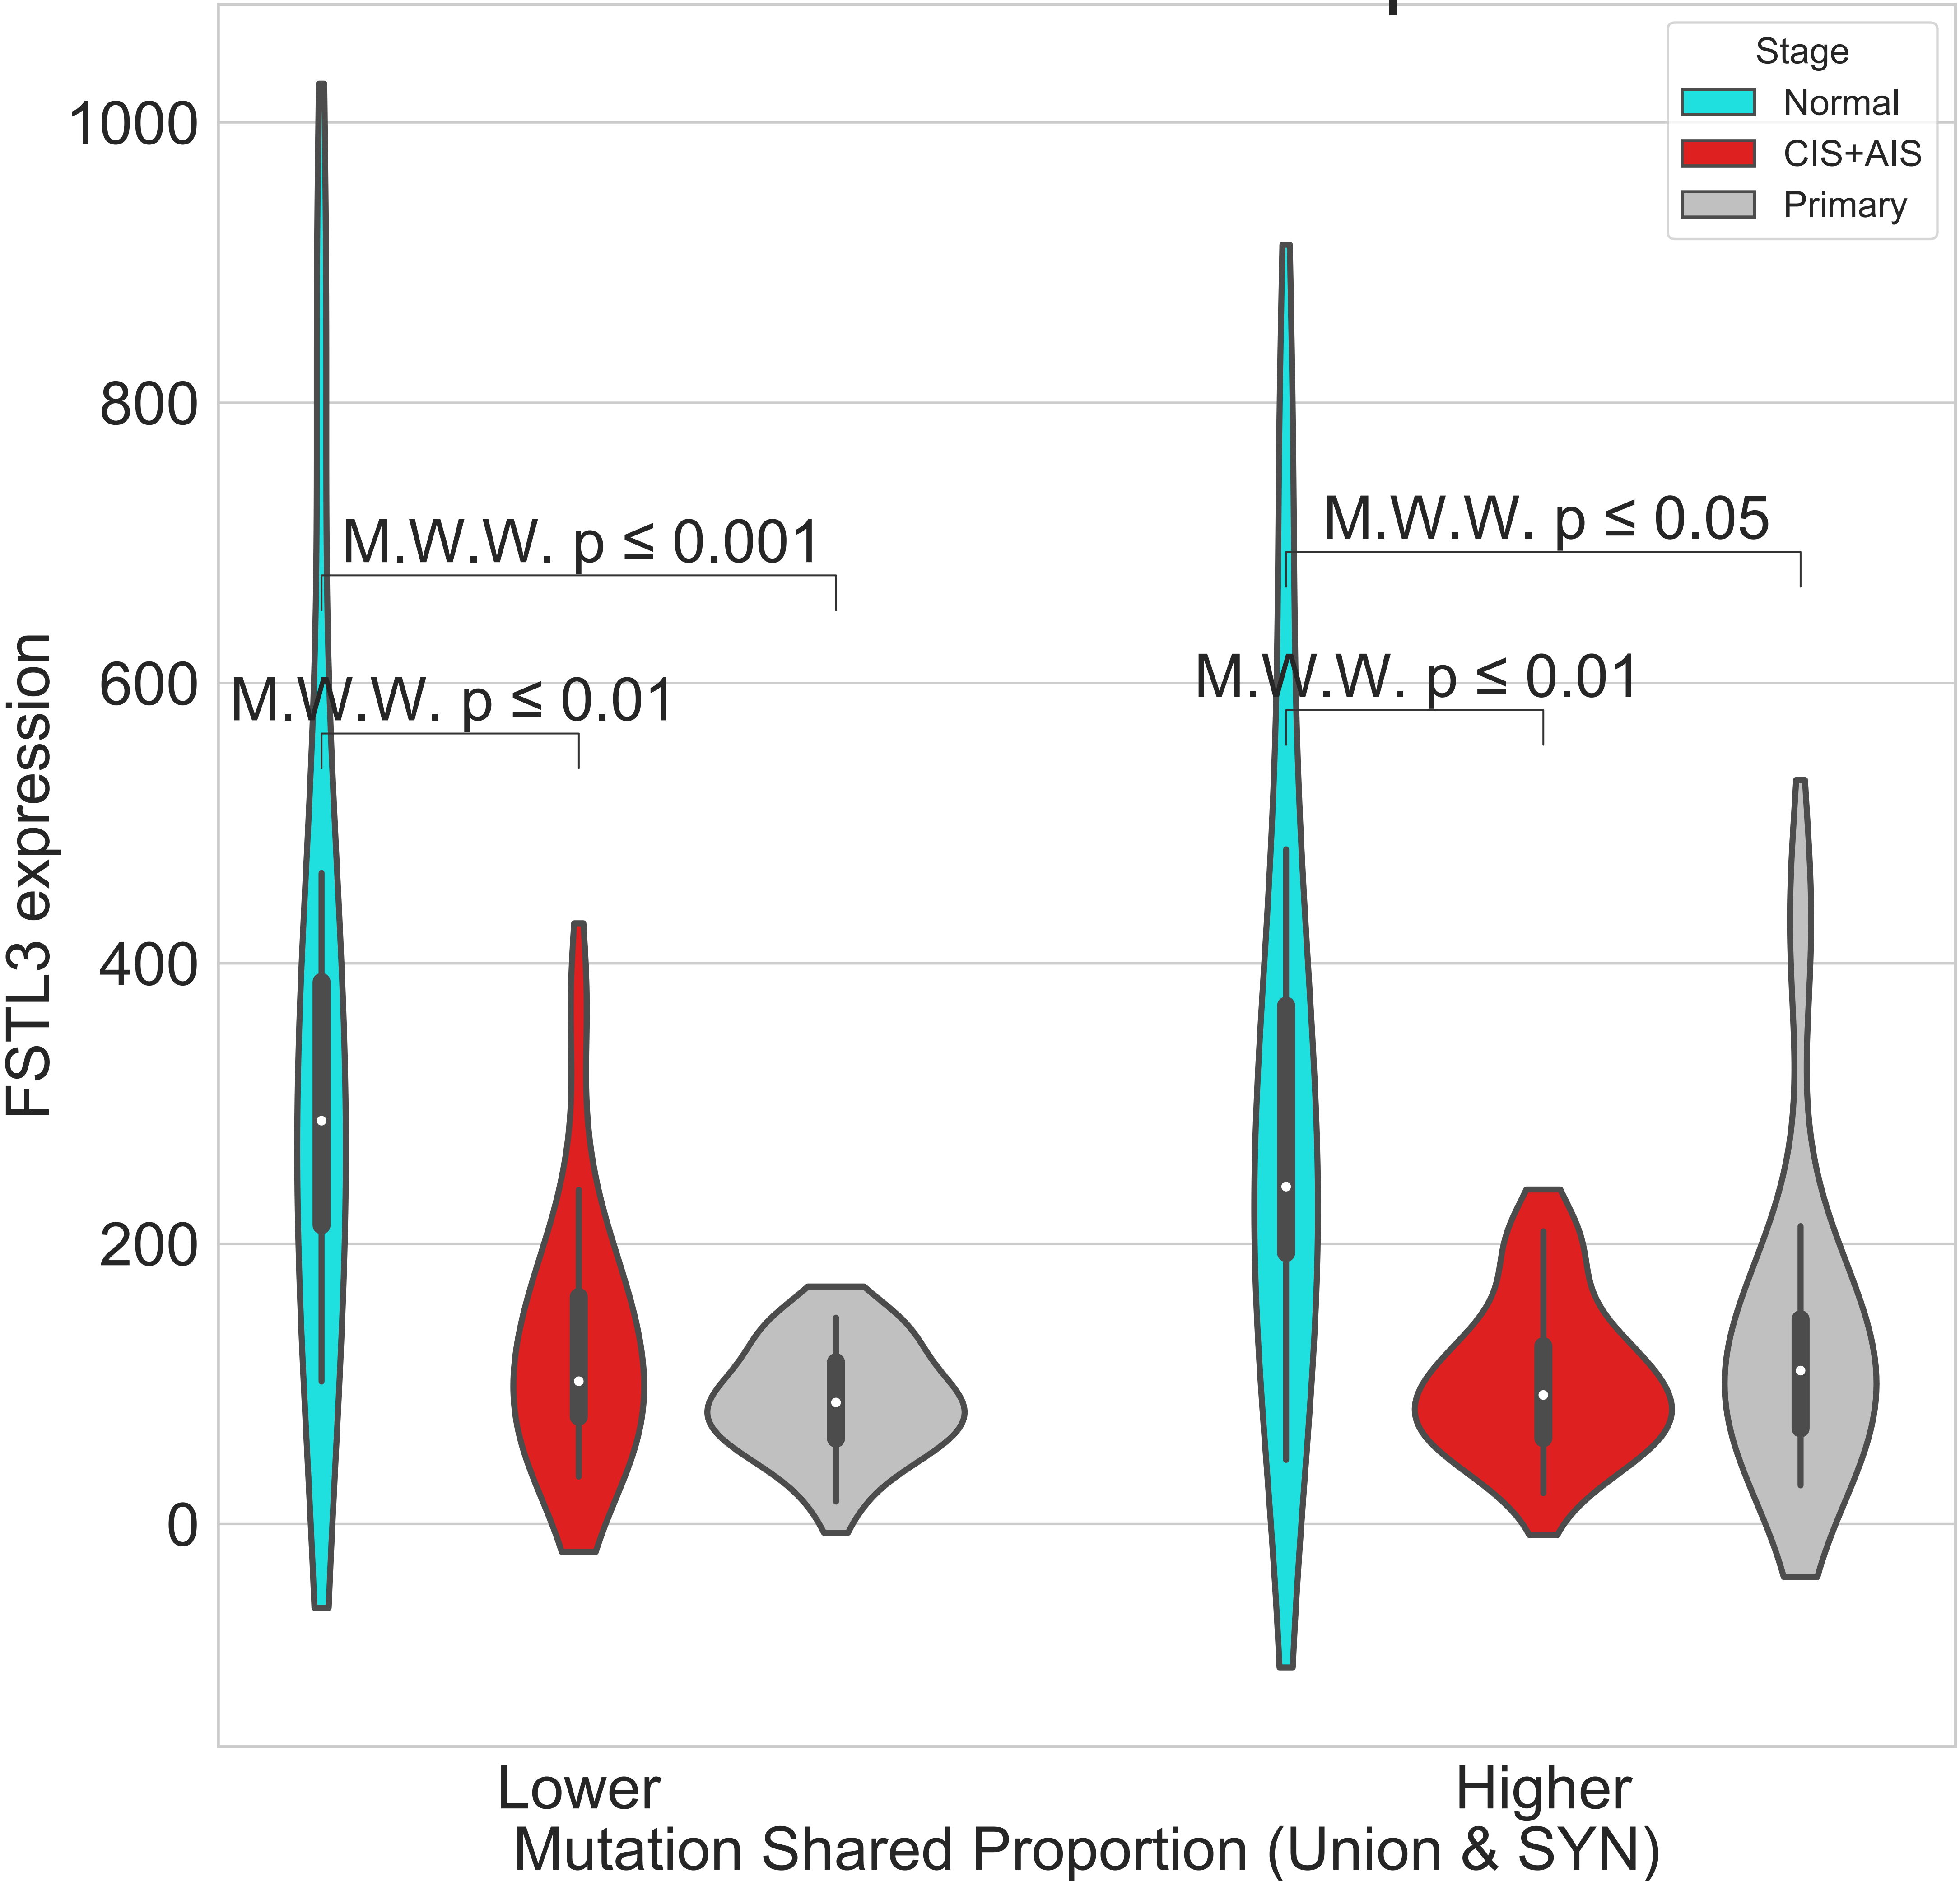 Stage
Normal
CIS+AIS
Primary
1000
800
600
400
200
0
FSTL3 expression
M.W.W. p ≤ 0.001
M.W.W. p ≤ 0.01
M.W.W. p ≤ 0.05
M.W.W. p ≤ 0.01
Lower
Higher
Mutation Shared Proportion (Union & SYN)